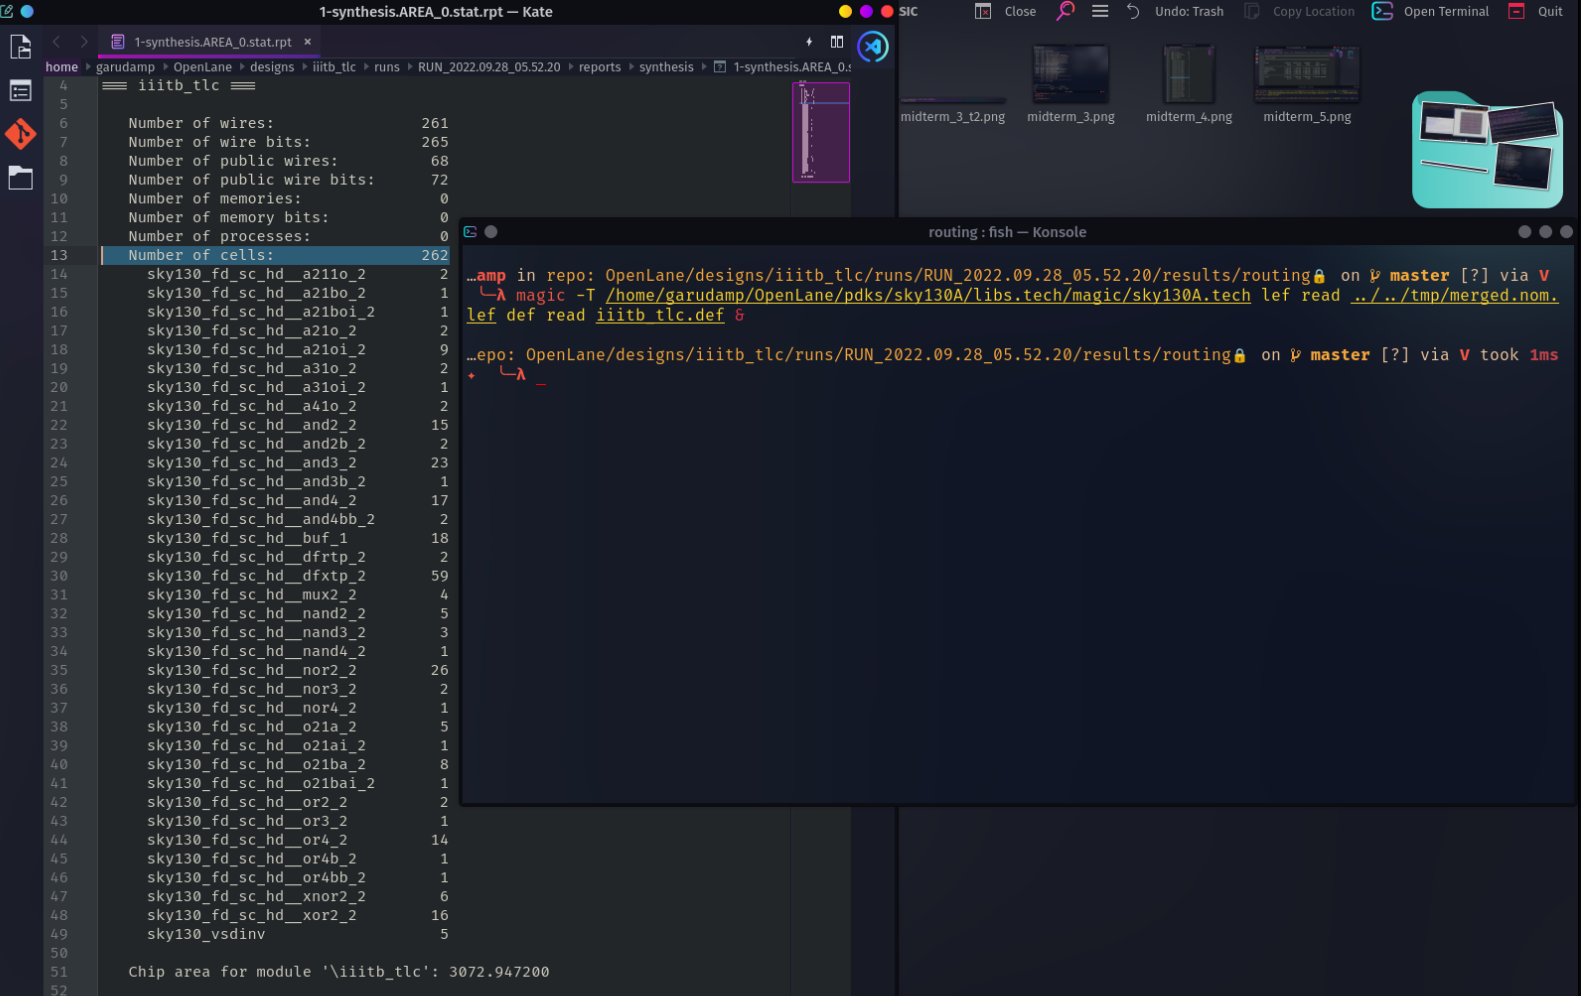 1-synthesis.AREA_0.stat.rpt — Kate
1-synthesis.AREA_0.stat.rpt ×
home garudamp OpenLane designs iiitb_tlc runs RUN_2022.09.28_05.52.20 reports synthesis 1-synthesis.AREA_0.s
4 === iiitb_tlc ===
5
6 Number of wires: 261
7 Number of wire bits: 265
8 Number of public wires: 68
9 Number of public wire bits: 72
10 Number of memories: 0
11 Number of memory bits: 0
12 Number of processes: 0
13 Number of cells: 262
14 sky130_fd_sc_hd__a211o_2 2
15 sky130_fd_sc_hd__a21bo_2 1
16 sky130_fd_sc_hd__a21boi_2 1
17 sky130_fd_sc_hd__a21o_2 2
18 sky130_fd_sc_hd__a21oi_2 9
19 sky130_fd_sc_hd__a31o_2 2
20 sky130_fd_sc_hd__a31oi_2 1
21 sky130_fd_sc_hd__a41o_2 2
22 sky130_fd_sc_hd__and2_2 15
23 sky130_fd_sc_hd__and2b_2 2
24 sky130_fd_sc_hd__and3_2 23
25 sky130_fd_sc_hd__and3b_2 1
26 sky130_fd_sc_hd__and4_2 17
27 sky130_fd_sc_hd__and4bb_2 2
28 sky130_fd_sc_hd__buf_1 18
29 sky130_fd_sc_hd__dfrtp_2 2
30 sky130_fd_sc_hd__dfxtp_2 59
31 sky130_fd_sc_hd__mux2_2 4
32 sky130_fd_sc_hd__nand2_2 5
33 sky130_fd_sc_hd__nand3_2 3
34 sky130_fd_sc_hd__nand4_2 1
35 sky130_fd_sc_hd__nor2_2 26
36 sky130_fd_sc_hd__nor3_2 2
37 sky130_fd_sc_hd__nor4_2 1
38 sky130_fd_sc_hd__o21a_2 5
39 sky130_fd_sc_hd__o21ai_2 1
40 sky130_fd_sc_hd__o21ba_2 8
41 sky130_fd_sc_hd__o21bai_2 1
42 sky130_fd_sc_hd__or2_2 2
43 sky130_fd_sc_hd__or3_2 1
44 sky130_fd_sc_hd__or4_2 14
45 sky130_fd_sc_hd__or4b_2 1
46 sky130_fd_sc_hd__or4bb_2 1
47 sky130_fd_sc_hd__xnor2_2 6
48 sky130_fd_sc_hd__xor2_2 16
49 sky130_vsdinv 5
50
51 Chip area for module '\iiitb_tlc': 3072.947200
52
SIC Close Undo: Trash Copy Location Open Terminal Quit
midterm_3_t2.png midterm_3.png midterm_4.png midterm_5.png
routing : fish — Konsole
…amp in repo: OpenLane/designs/iiitb_tlc/runs/RUN_2022.09.28_05.52.20/results/routing🔒 on master [?] via V
╰─λ magic -T /home/garudamp/OpenLane/pdks/sky130A/libs.tech/magic/sky130A.tech lef read ../../tmp/merged.nom.
lef def read iiitb_tlc.def &
…epo: OpenLane/designs/iiitb_tlc/runs/RUN_2022.09.28_05.52.20/results/routing🔒 on master [?] via V took 1ms
✦ ╰─λ _